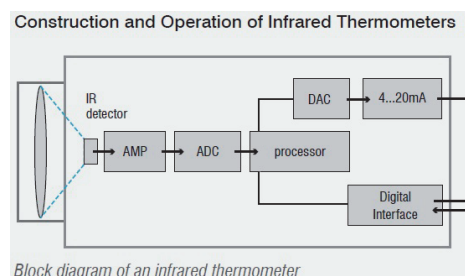 Construction and Operation of Infrared Thermometers
IR
detector
AMP
ADC
processor
DAC
4...20mA
Digital
Interface
Block diagram of an infrared thermometer